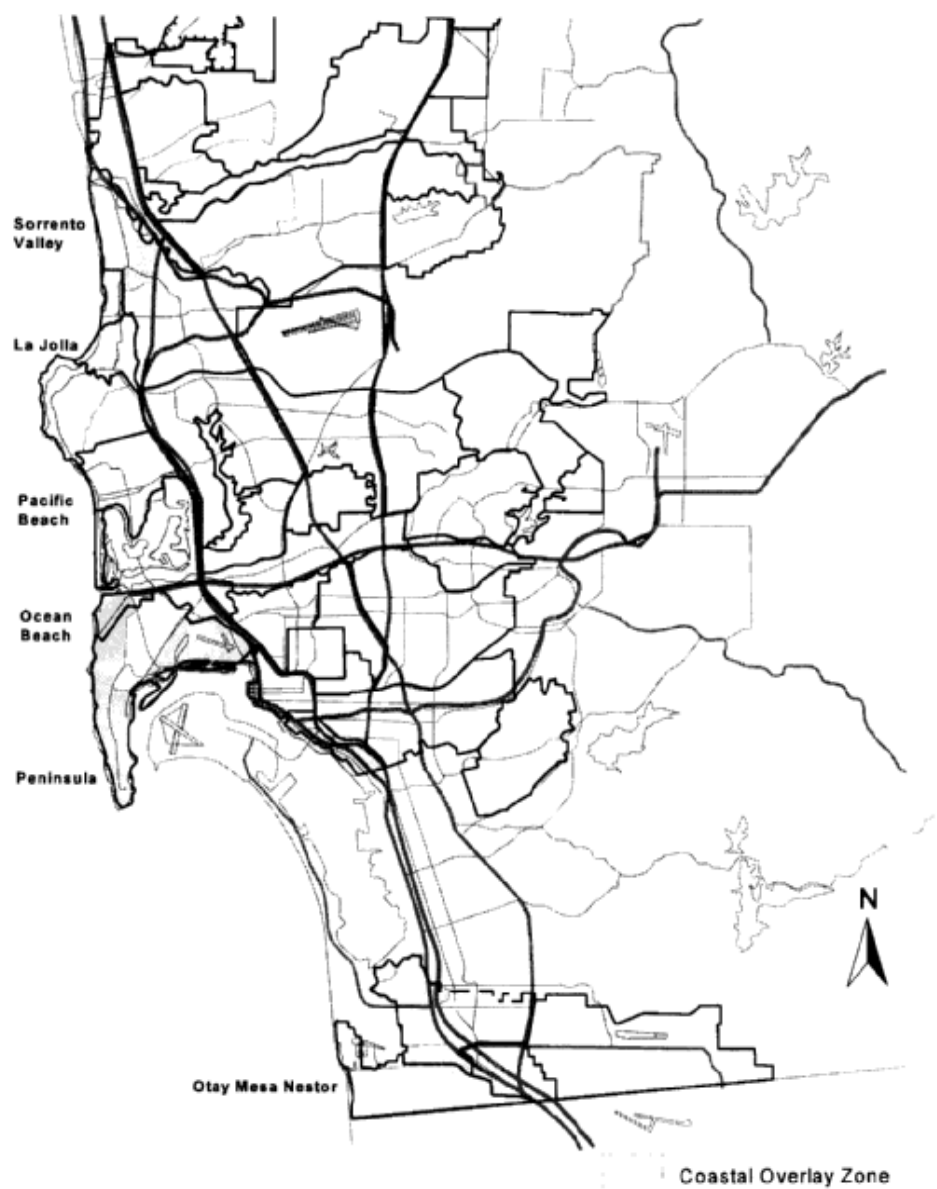 Sorrento
Valley
La Jolla
Pacific
Beach
Ocean
Beach
Peninsula
N
Otay Mesa Nestor
Coastal Overlay Zone